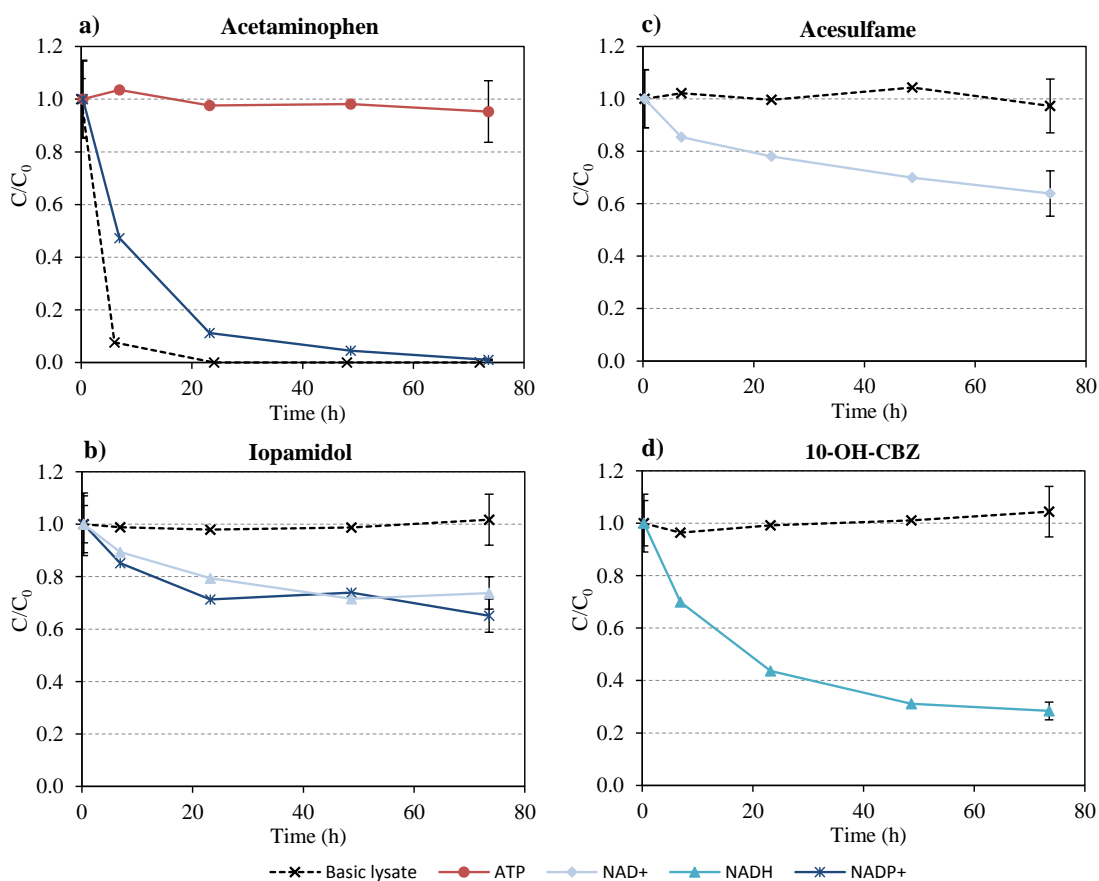 a) Acetaminophen
1.2
1.0
0.8
0.6
0.4
0.2
0.0
C/C0
0 20 40 60 80
Time (h)
c) Acesulfame
1.2
1.0
0.8
0.6
0.4
0.2
0.0
C/C0
0 20 40 60 80
Time (h)
b) Iopamidol
1.2
1.0
0.8
0.6
0.4
0.2
0.0
C/C0
0 20 40 60 80
Time (h)
d) 10-OH-CBZ
1.2
1.0
0.8
0.6
0.4
0.2
0.0
C/C0
0 20 40 60 80
Time (h)
Basic lysate ATP NAD+ NADH NADP+